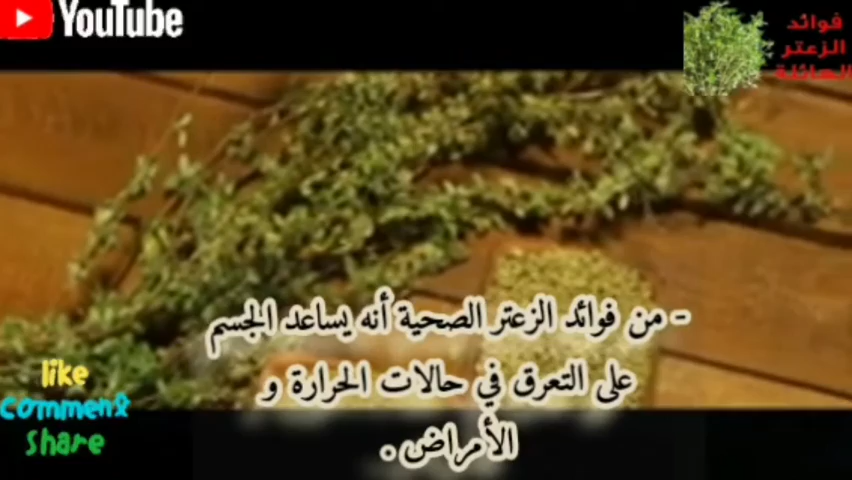 YouTube
فوائد
الزعتر
الهائلة
- من فوائد الزعتر الصحية أنه يساعد الجسم
على التعرق في حالات الحرارة و
الأمراض .
like
comment
share